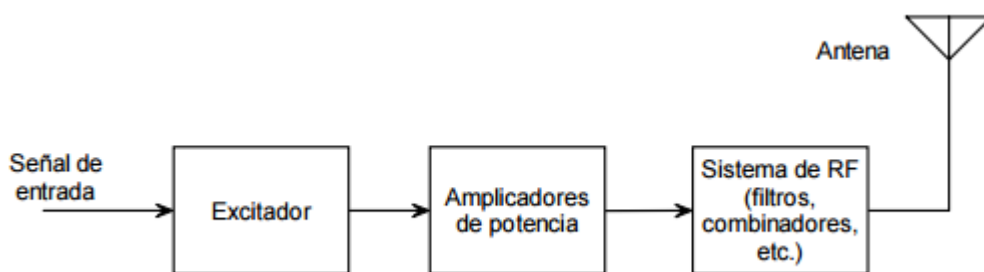 Antena
Señal de
entrada
Excitador
Amplicadores
de potencia
Sistema de RF
(filtros,
combinadores,
etc.)